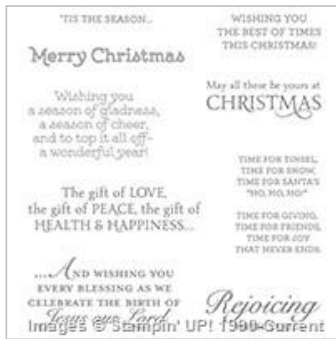 'TIS THE SEASON...
Merry Christmas
Wishing you
a season of gladness,
a season of cheer,
and to top it all off–
a wonderful year!
The gift of LOVE,
the gift of PEACE, the gift of
HEALTH & HAPPINESS...
...And wishing you
every blessing as we
celebrate the birth of
Jesus our Lord
WISHING YOU
THE BEST OF TIMES
THIS CHRISTMAS!
May all these be yours at
CHRISTMAS
TIME FOR TINSEL,
TIME FOR SNOW,
TIME FOR SANTA'S
"HO, HO, HO!"
TIME FOR GIVING,
TIME FOR FRIENDS,
TIME FOR JOY
THAT NEVER ENDS.
Rejoicing
Images © Stampin' UP! 1990-Current